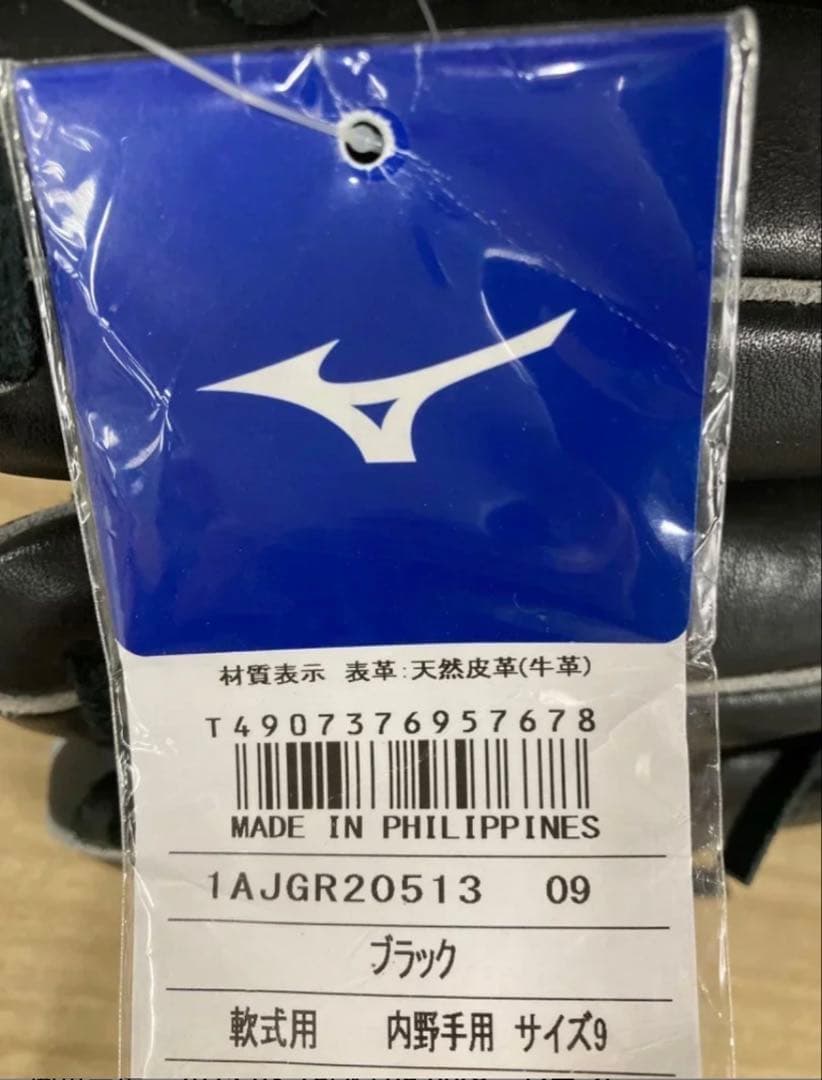 材質表示 表革:天然皮革(牛革)
T4907376957678
MADE IN PHILIPPINES
1AJGR20513 09
ブラック
軟式用 内野手用 サイズ9